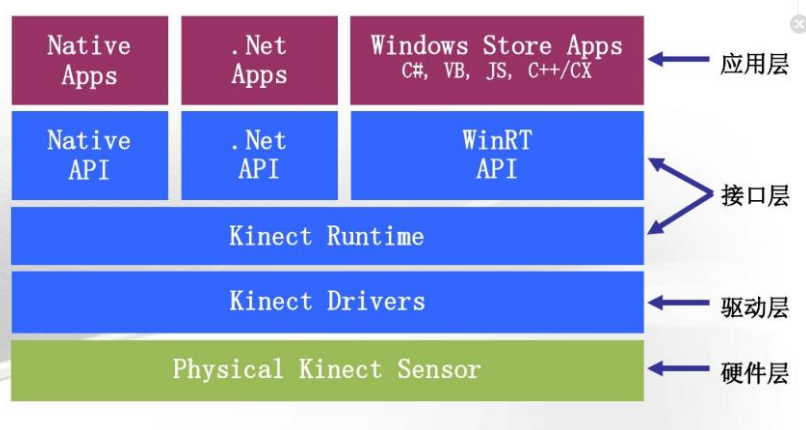 Native
Apps
.Net
Apps
Windows Store Apps
C#, VB, JS, C++/CX
应用层
Native
API
.Net
API
WinRT
API
接口层
Kinect Runtime
Kinect Drivers
驱动层
Physical Kinect Sensor
硬件层